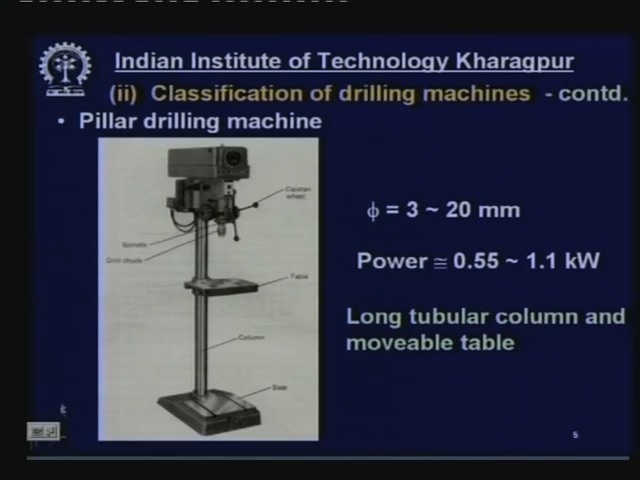 Indian Institute of Technology Kharagpur
(ii) Classification of drilling machines - contd.
• Pillar drilling machine
Capstan
wheel
Spindle
Drill chuck
Table
Column
Base
ϕ = 3 ~ 20 mm
Power ≅ 0.55 ~ 1.1 kW
Long tubular column and
moveable table
5